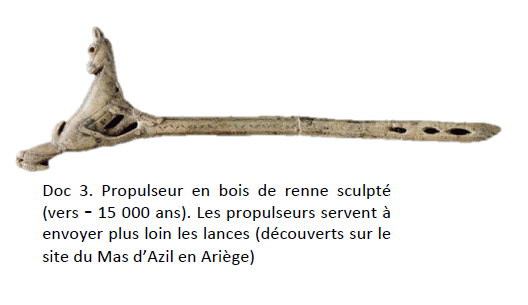 Doc 3. Propulseur en bois de renne sculpté
(vers - 15 000 ans). Les propulseurs servent à
envoyer plus loin les lances (découverts sur le
site du Mas d’Azil en Ariège)